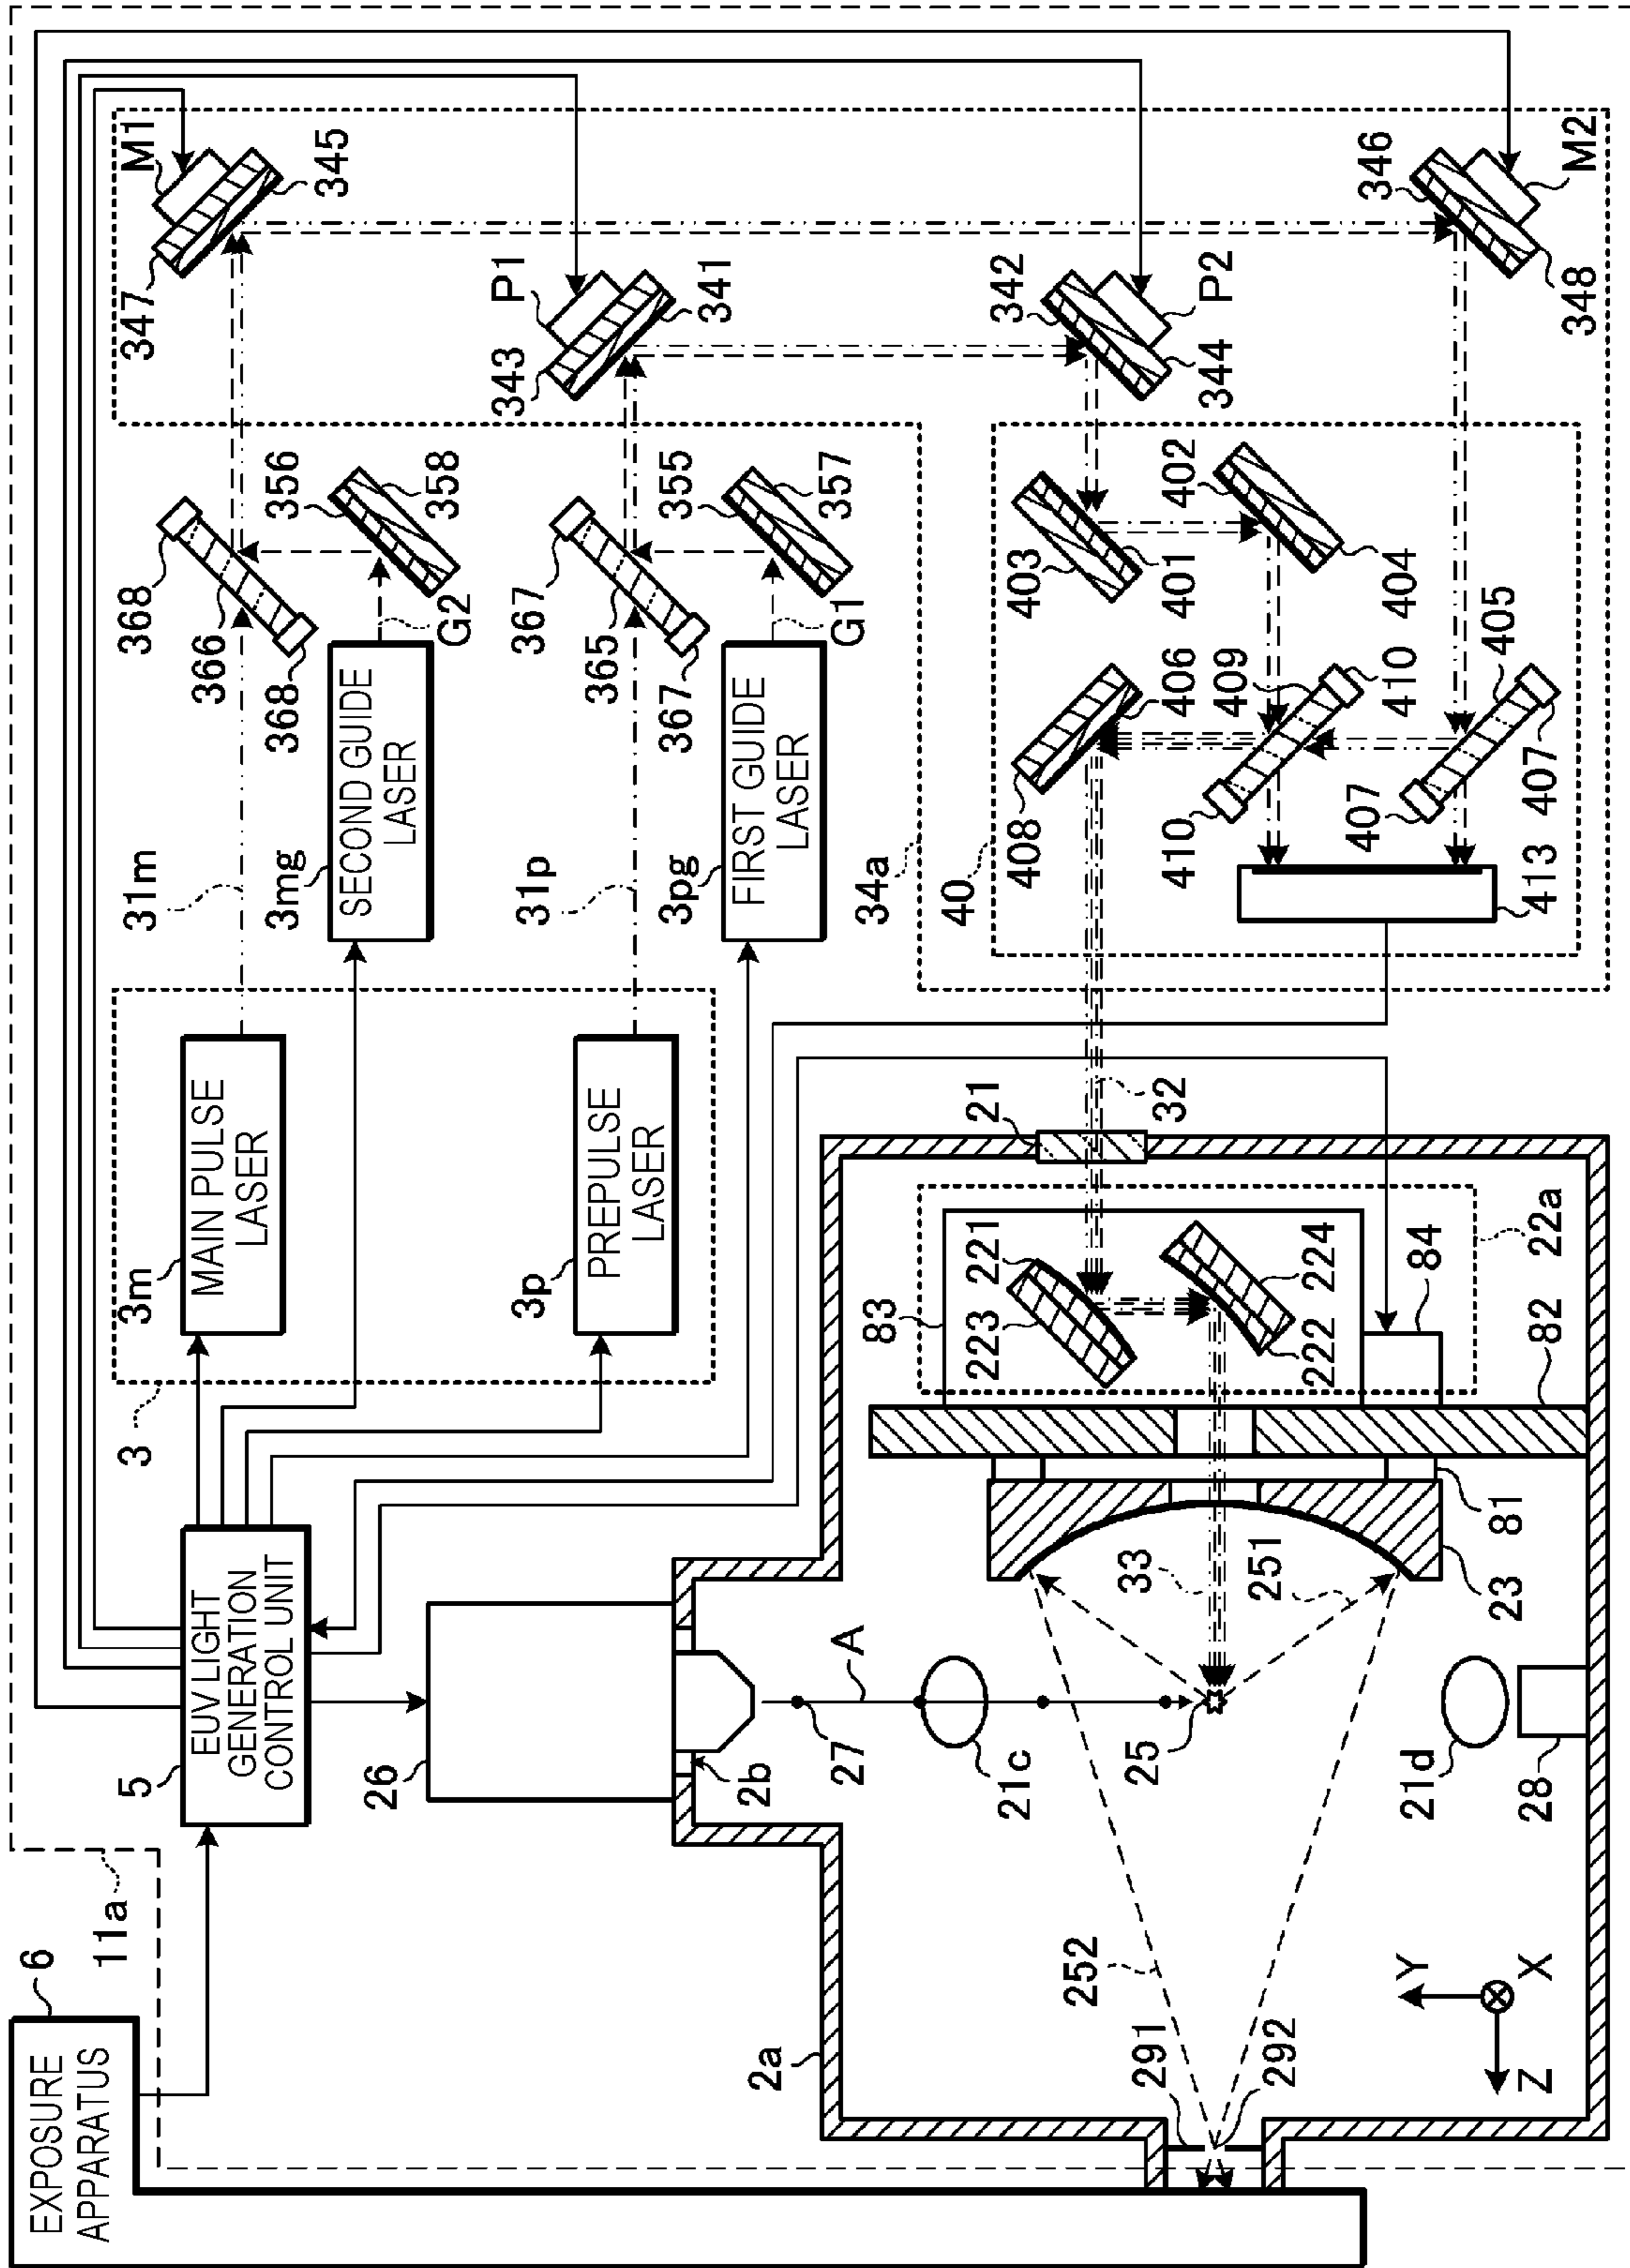 EXPOSURE
APPARATUS
6
11a
5
EUV LIGHT
GENERATION
CONTROL UNIT
3
3m
MAIN PULSE
LASER
3p
PREPULSE
LASER
31m
3mg
SECOND GUIDE
LASER
31p
3pg
FIRST GUIDE
LASER
368
366
368
G2
356
358
367
365
367
G1
355
357
347
M1
345
343
P1
341
342
344
P2
346
348
M2
34a
40
403
401
402
404
408
406
409
410
410
405
407
407
413
26
2b
27
A
21c
25
21d
28
2a
252
251
33
291
292
Y
X
Z
23
81
82
83
84
22a
223
221
222
224
21
32